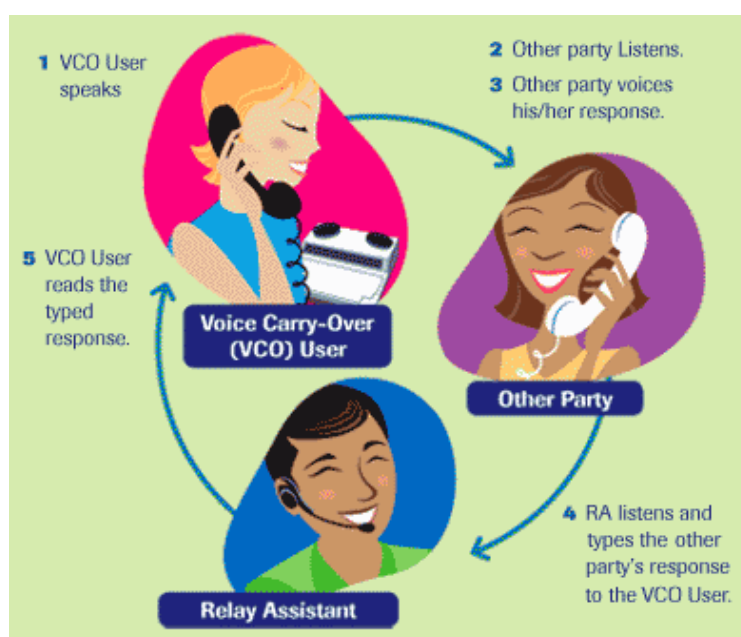 1 VCO User
speaks
2 Other party Listens.
3 Other party voices
his/her response.
5 VCO User
reads the
typed
response.
Voice Carry-Over
(VCO) User
Other Party
4 RA listens and
types the other
party's response
to the VCO User.
Relay Assistant